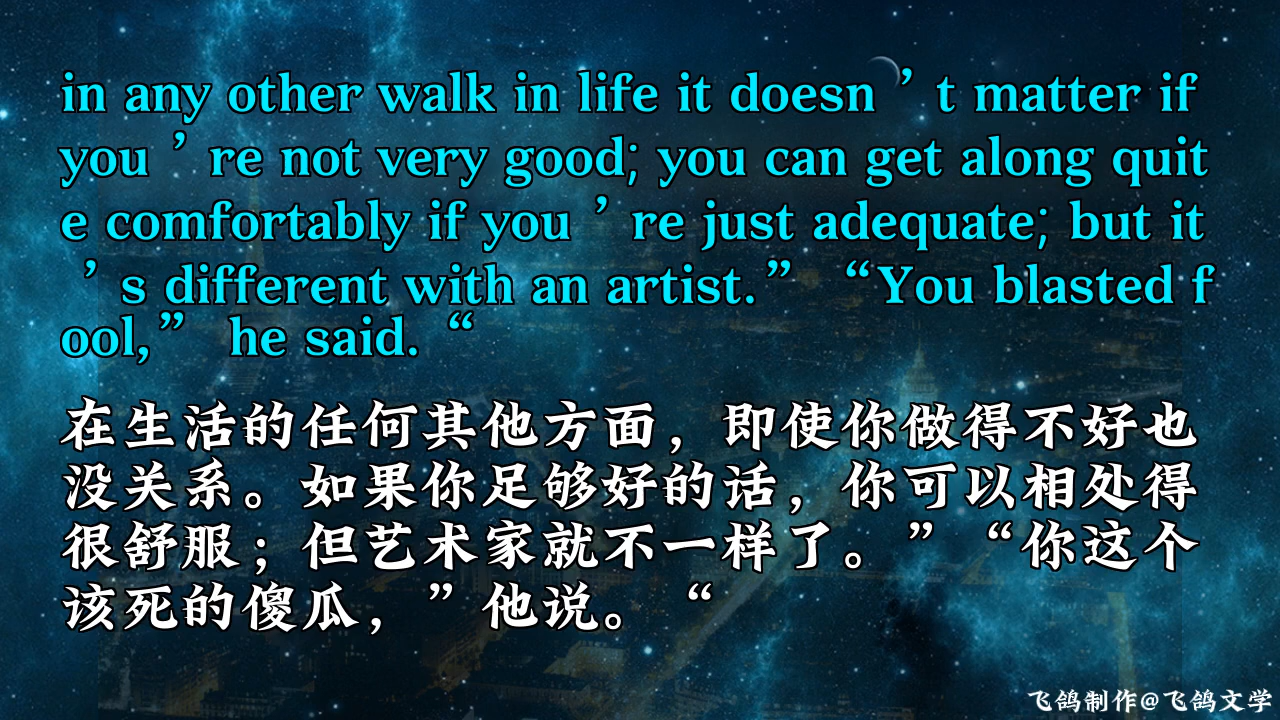 in any other walk in life it doesn ’ t matter if
you ’ re not very good; you can get along quit
e comfortably if you ’ re just adequate; but it
’ s different with an artist.” “You blasted f
ool,” he said. “
在生活的任何其他方面，即使你做得不好也
没关系。如果你足够好的话，你可以相处得
很舒服；但艺术家就不一样了。”“你这个
该死的傻瓜，”他说。“
飞鸽制作@飞鸽文学